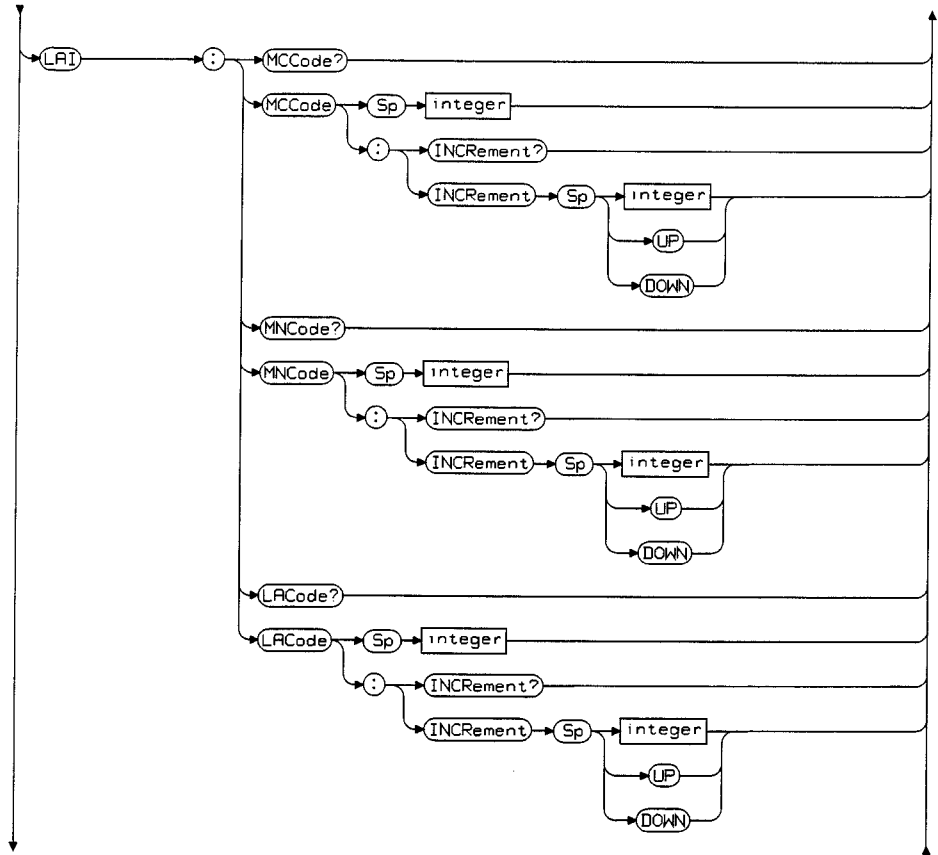 LAI : MCCode?
MCCode Sp integer
: INCRement?
INCRement Sp integer
UP
DOWN
MNCode?
MNCode Sp integer
: INCRement?
INCRement Sp integer
UP
DOWN
LACode?
LACode Sp integer
: INCRement?
INCRement Sp integer
UP
DOWN